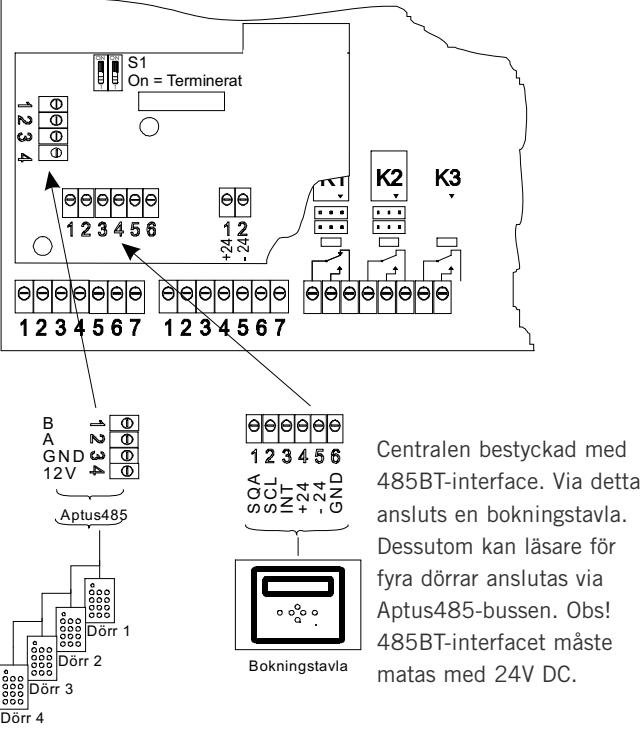 S1
On = Terminerat
1
2
3
4
K1 K2 K3
1 2 3 4 5 6
1 2
+24
-24
1 2 3 4 5 6 7
1 2 3 4 5 6 7
B 1
A 2
GND 3
12V 4
Aptus485
1 2 3 4 5 6
SQA
SCL
INT
+24
-24
GND
Centralen bestyckad med
485BT-interface. Via detta
ansluts en bokningstavla.
Dessutom kan läsare för
fyra dörrar anslutas via
Aptus485-bussen. Obs!
485BT-interfacet måste
matas med 24V DC.
Dörr 1
Dörr 2
Dörr 3
Dörr 4
Bokningstavla